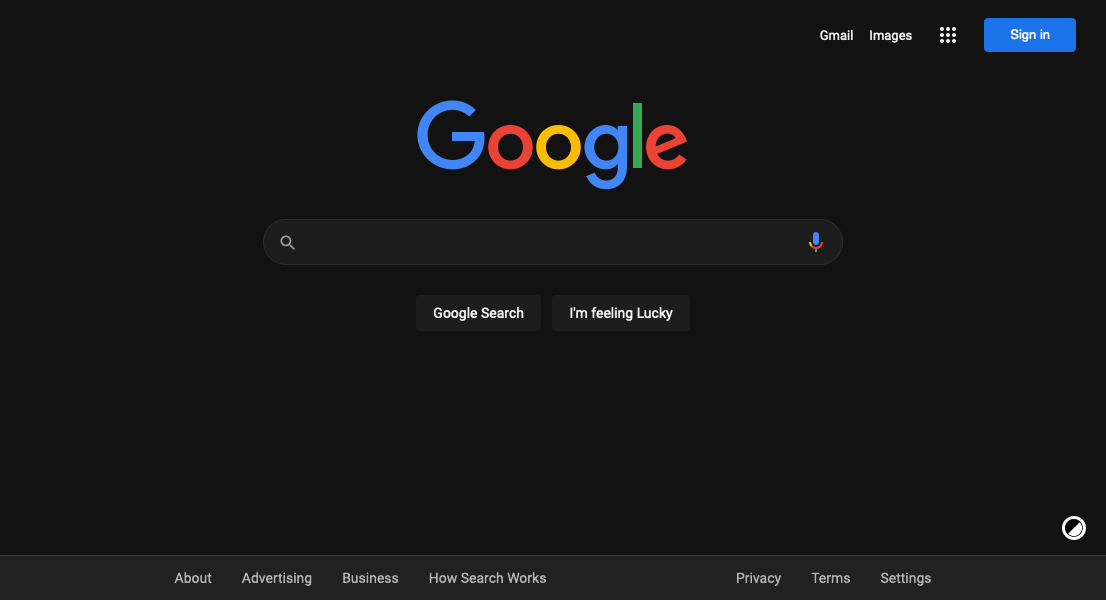 Gmail Images Sign in
Google
Google Search I'm feeling Lucky
About Advertising Business How Search Works Privacy Terms Settings